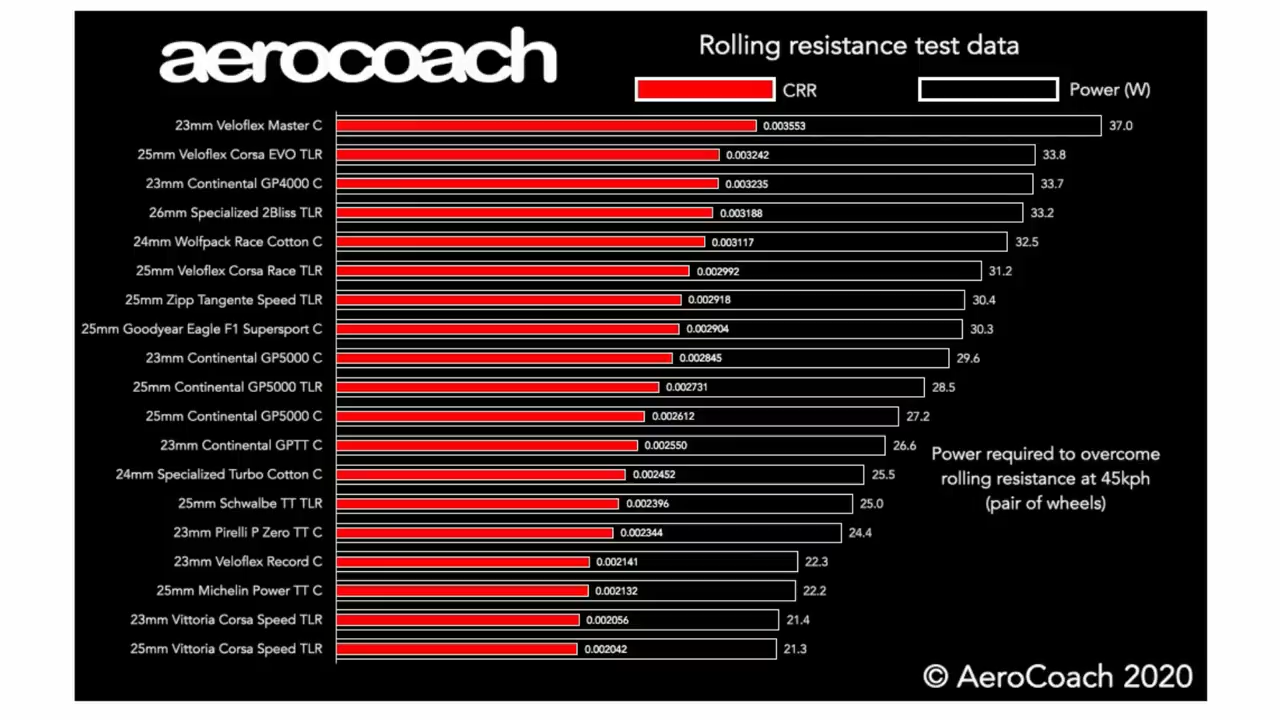 aerocoach
Rolling resistance test data
CRR
Power (W)
23mm Veloflex Master C 0.003553 37.0
25mm Veloflex Corsa EVO TLR 0.003242 33.8
23mm Continental GP4000 C 0.003235 33.7
26mm Specialized 2Bliss TLR 0.003188 33.2
24mm Wolfpack Race Cotton C 0.003117 32.5
25mm Veloflex Corsa Race TLR 0.002992 31.2
25mm Zipp Tangente Speed TLR 0.002918 30.4
25mm Goodyear Eagle F1 Supersport C 0.002904 30.3
23mm Continental GP5000 C 0.002845 29.6
25mm Continental GP5000 TLR 0.002731 28.5
25mm Continental GP5000 C 0.002612 27.2
23mm Continental GPTT C 0.002550 26.6
24mm Specialized Turbo Cotton C 0.002452 25.5
25mm Schwalbe TT TLR 0.002396 25.0
23mm Pirelli P Zero TT C 0.002344 24.4
23mm Veloflex Record C 0.002141 22.3
25mm Michelin Power TT C 0.002132 22.2
23mm Vittoria Corsa Speed TLR 0.002056 21.4
25mm Vittoria Corsa Speed TLR 0.002042 21.3
Power required to overcome
rolling resistance at 45kph
(pair of wheels)
© AeroCoach 2020